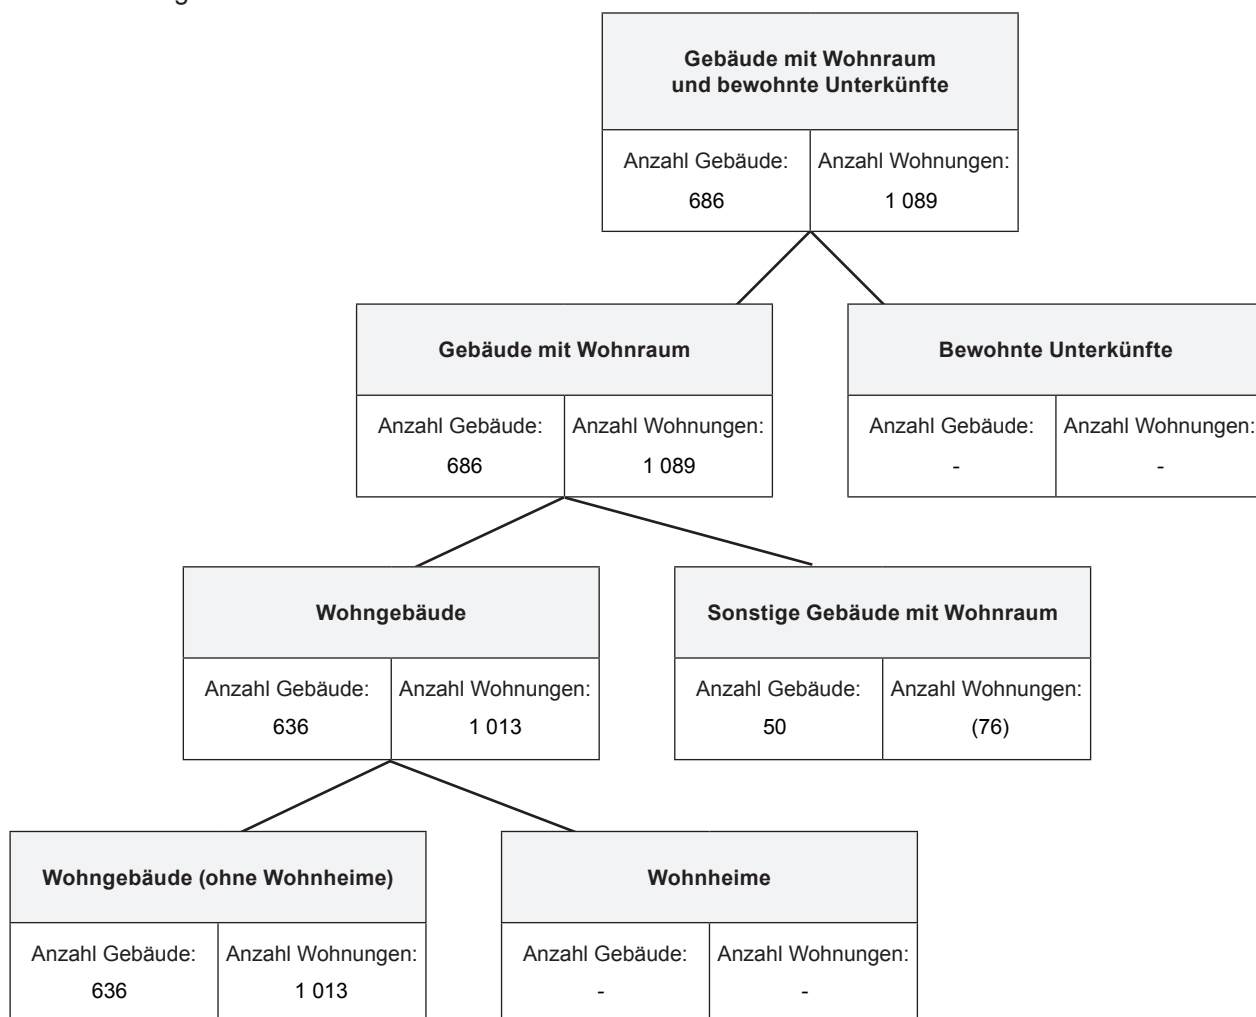 Gebäude mit Wohnraum
und bewohnte Unterkünfte
Anzahl Gebäude: Anzahl Wohnungen:
686 1 089
Gebäude mit Wohnraum
Anzahl Gebäude: Anzahl Wohnungen:
686 1 089
Bewohnte Unterkünfte
Anzahl Gebäude: Anzahl Wohnungen:
- -
Wohngebäude
Anzahl Gebäude: Anzahl Wohnungen:
636 1 013
Sonstige Gebäude mit Wohnraum
Anzahl Gebäude: Anzahl Wohnungen:
50 (76)
Wohngebäude (ohne Wohnheime)
Anzahl Gebäude: Anzahl Wohnungen:
636 1 013
Wohnheime
Anzahl Gebäude: Anzahl Wohnungen:
- -